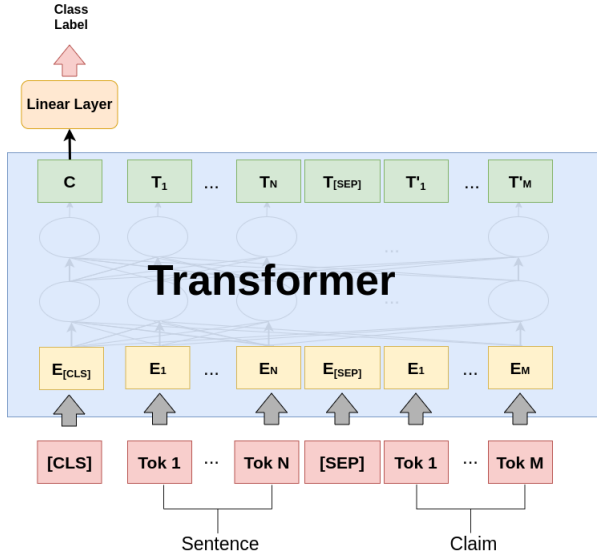 Class
Label
Linear Layer
C T1 ... TN T[SEP] T'1 ... T'M
...
Transformer
...
E[CLS] E1 ... EN E[SEP] E1 ... EM
[CLS] Tok 1 ... Tok N [SEP] Tok 1 ... Tok M
Sentence Claim